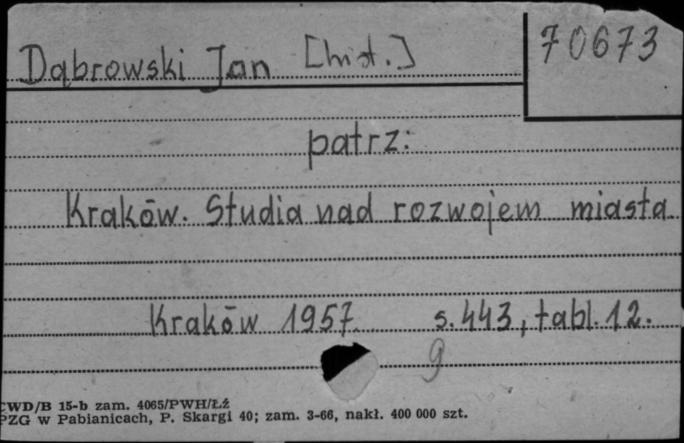 Dąbrowski Jan [hist.]
70673
patrz:
Kraków. Studia nad rozwojem miasta
Kraków 1957 s. 443, tabl. 12.
9
CWD/B 15-b zam. 4065/PWH/Łź
PZG w Pabianicach, P. Skargi 40; zam. 3-66, nakł. 400 000 szt.